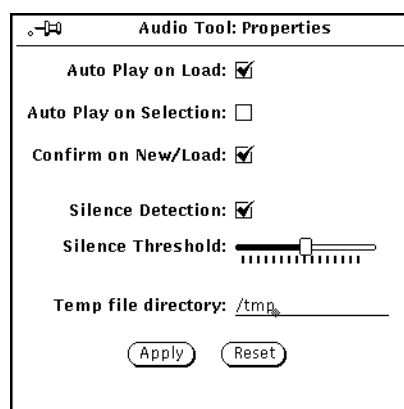 Audio Tool: Properties
Auto Play on Load:
Auto Play on Selection:
Confirm on New/Load:
Silence Detection:
Silence Threshold:
Temp file directory: /tmp
Apply Reset